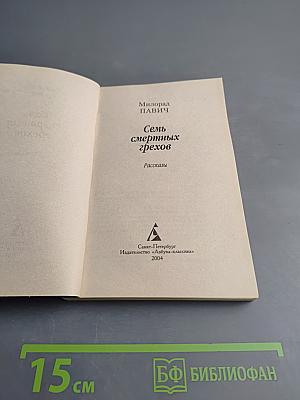 Милорад
ПАВИЧ
Семь
смертных
грехов
Рассказы
Санкт-Петербург
Издательство «Азбука-классика»
2004
15 см
БФ БИБЛИОФАН